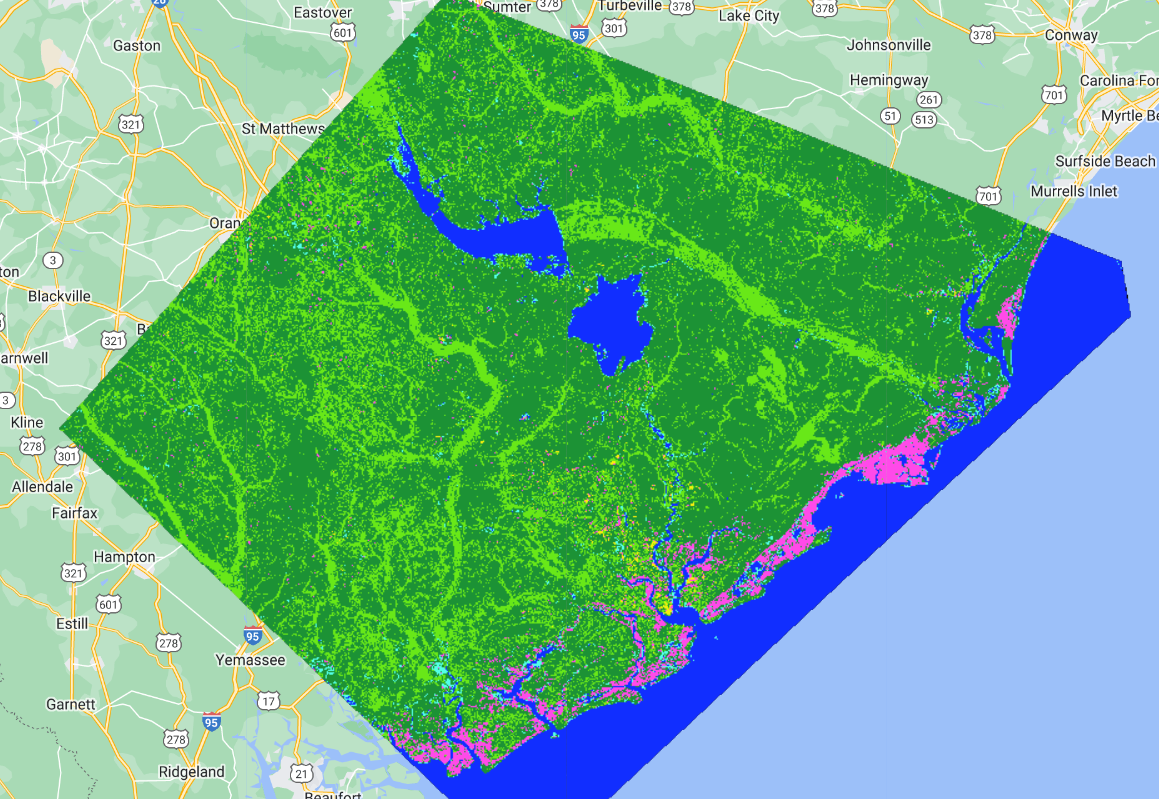 Eastover
Sumter
378
Turbeville
378
Lake City
378
20
601
95
301
Gaston
Johnsonville
378
Conway
Hemingway
261
701
Carolina For
51
513
321
St Matthews
Myrtle Be
Surfside Beach
701
Murrells Inlet
Oran
3
ton
Blackville
Ba
321
arnwell
3
Kline
278
301
Allendale
Fairfax
Hampton
321
601
Estill
95
278
Yemassee
17
Garnett
95
278
Ridgeland
21
Beaufort